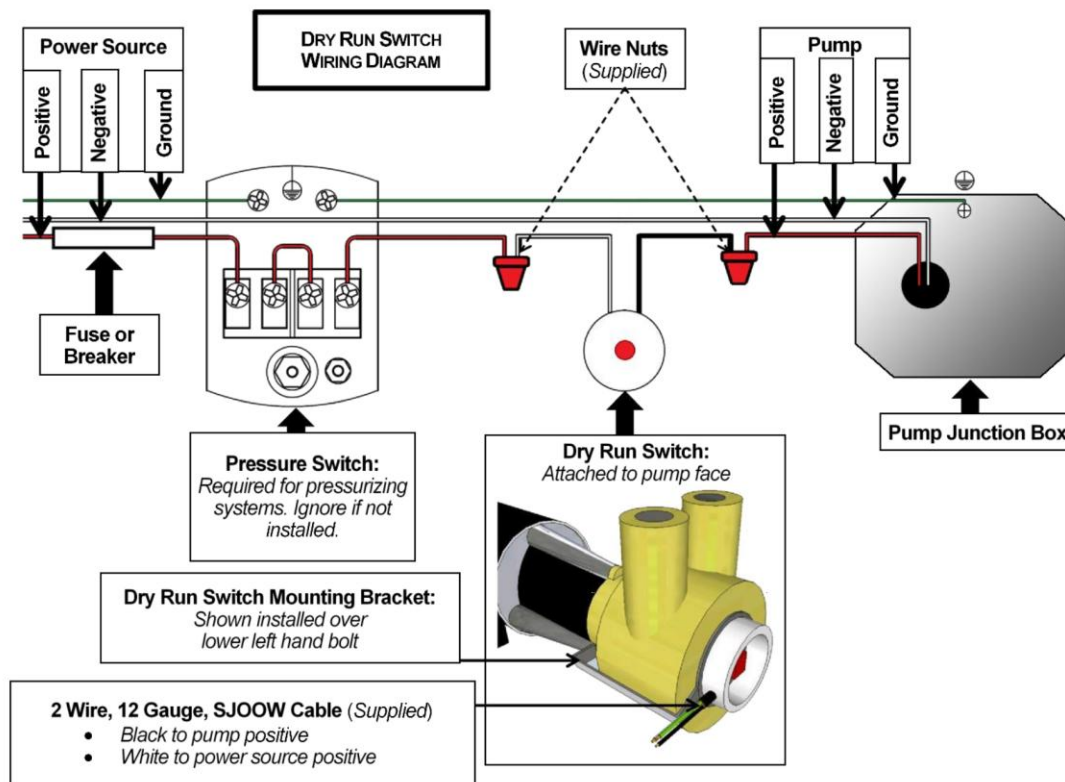 DRY RUN SWITCH
WIRING DIAGRAM
Power Source
Positive
Negative
Ground
Wire Nuts
(Supplied)
Pump
Positive
Negative
Ground
Fuse or
Breaker
Pressure Switch:
Required for pressurizing
systems. Ignore if not
installed.
Dry Run Switch:
Attached to pump face
Pump Junction Box
Dry Run Switch Mounting Bracket:
Shown installed over
lower left hand bolt
2 Wire, 12 Gauge, SJOOW Cable (Supplied)
• Black to pump positive
• White to power source positive